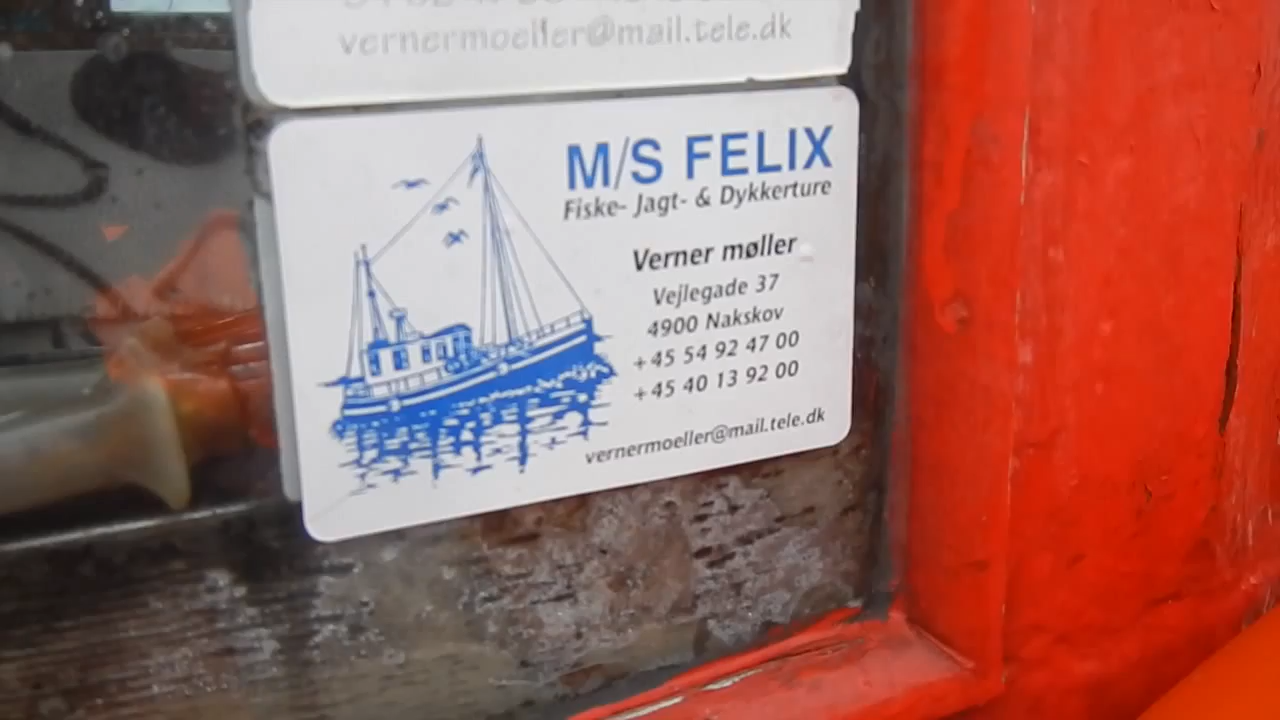 vernermoeller@mail.tele.dk
M/S FELIX
Fiske- Jagt- & Dykkerture
Verner møller
Vejlegade 37
4900 Nakskov
+45 54 92 47 00
+45 40 13 92 00
vernermoeller@mail.tele.dk